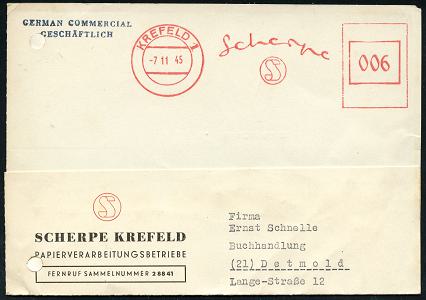 GERMAN COMMERCIAL
GESCHÄFTLICH
KREFELD 1
-7 11 45
Scherpe
S
006
S
SCHERPE KREFELD
PAPIERVERARBEITUNGSBETRIEBE
FERNRUF SAMMELNUMMER 28841
Firma
Ernst Schnelle
Buchhandlung
(21) Detmold
Lange-Straße 12